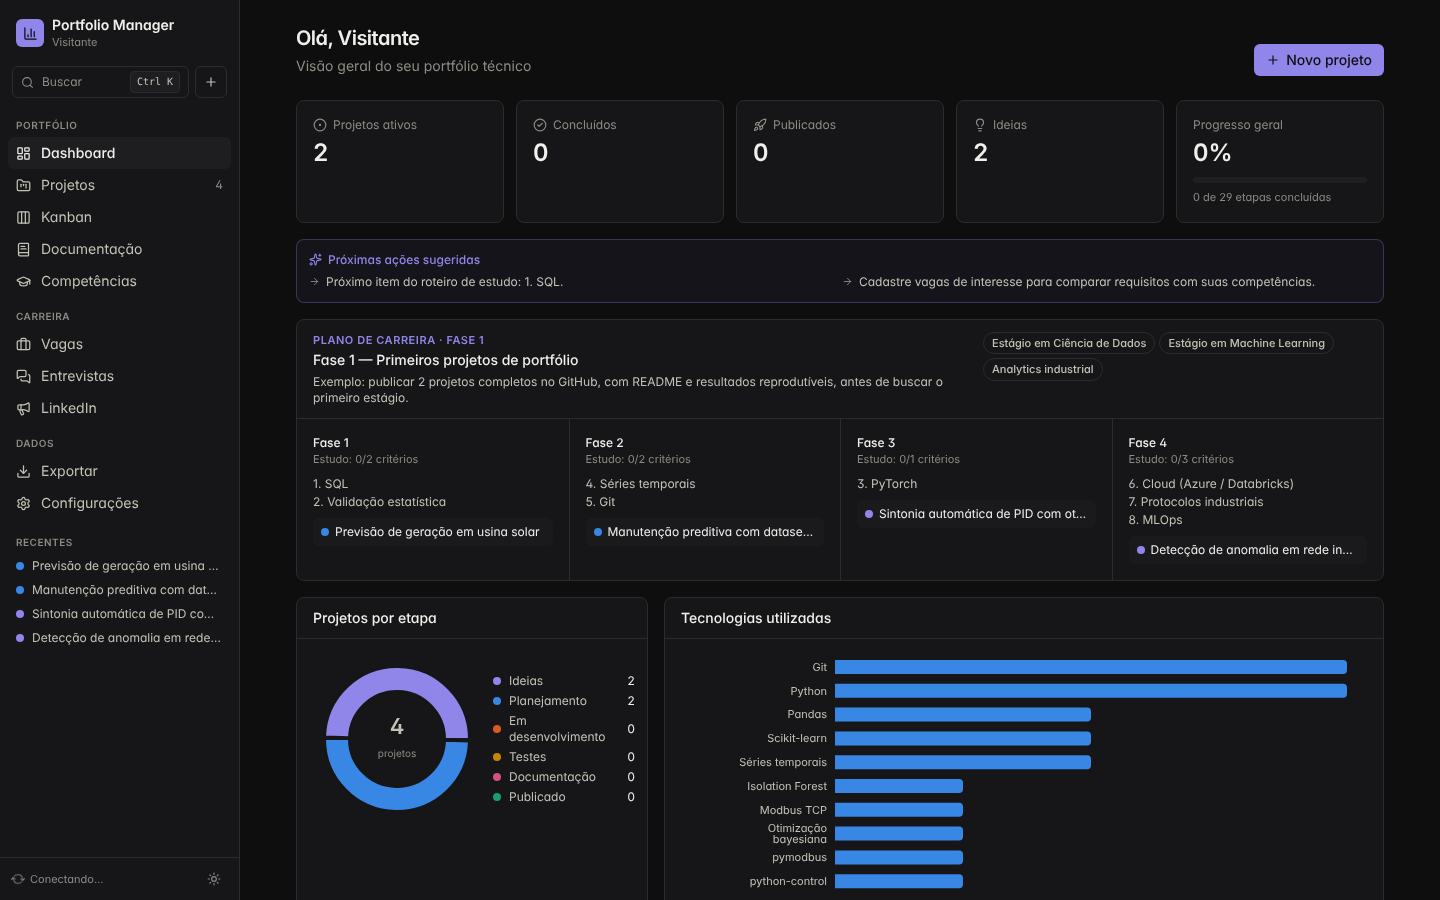 Portfolio Manager
Visitante
Buscar
Ctrl K
PORTFÓLIO
Dashboard
Projetos
4
Kanban
Documentação
Competências
CARREIRA
Vagas
Entrevistas
LinkedIn
DADOS
Exportar
Configurações
RECENTES
Previsão de geração em usina ...
Manutenção preditiva com dat...
Sintonia automática de PID co...
Detecção de anomalia em rede...
Conectando...
Olá, Visitante
Visão geral do seu portfólio técnico
Novo projeto
Projetos ativos
2
Concluídos
0
Publicados
0
Ideias
2
Progresso geral
0%
0 de 29 etapas concluídas
Próximas ações sugeridas
Próximo item do roteiro de estudo: 1. SQL.
Cadastre vagas de interesse para comparar requisitos com suas competências.
PLANO DE CARREIRA · FASE 1
Fase 1 — Primeiros projetos de portfólio
Exemplo: publicar 2 projetos completos no GitHub, com README e resultados reprodutíveis, antes de buscar o
primeiro estágio.
Estágio em Ciência de Dados
Estágio em Machine Learning
Analytics industrial
Fase 1
Estudo: 0/2 critérios
1. SQL
2. Validação estatística
Previsão de geração em usina solar
Fase 2
Estudo: 0/2 critérios
4. Séries temporais
5. Git
Manutenção preditiva com datase...
Fase 3
Estudo: 0/1 critérios
3. PyTorch
Sintonia automática de PID com ot...
Fase 4
Estudo: 0/3 critérios
6. Cloud (Azure / Databricks)
7. Protocolos industriais
8. MLOps
Detecção de anomalia em rede in...
Projetos por etapa
4
projetos
Ideias 2
Planejamento 2
Em
desenvolvimento 0
Testes 0
Documentação 0
Publicado 0
Tecnologias utilizadas
Git
Python
Pandas
Scikit-learn
Séries temporais
Isolation Forest
Modbus TCP
Otimização
bayesiana
pymodbus
python-control